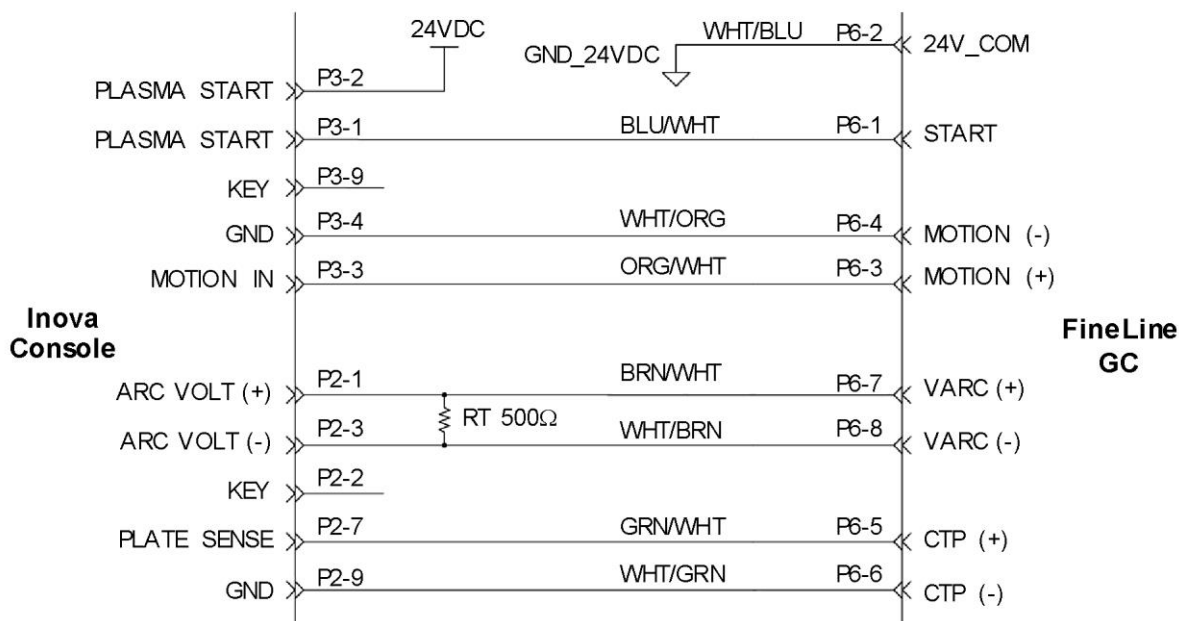 24VDC
WHT/BLU P6-2 24V_COM
GND_24VDC
PLASMA START P3-2
PLASMA START P3-1 BLU/WHT P6-1 START
KEY P3-9
GND P3-4 WHT/ORG P6-4 MOTION (-)
MOTION IN P3-3 ORG/WHT P6-3 MOTION (+)
Inova
Console
FineLine
GC
ARC VOLT (+) P2-1 BRN/WHT P6-7 VARC (+)
RT 500Ω
ARC VOLT (-) P2-3 WHT/BRN P6-8 VARC (-)
KEY P2-2
PLATE SENSE P2-7 GRN/WHT P6-5 CTP (+)
GND P2-9 WHT/GRN P6-6 CTP (-)